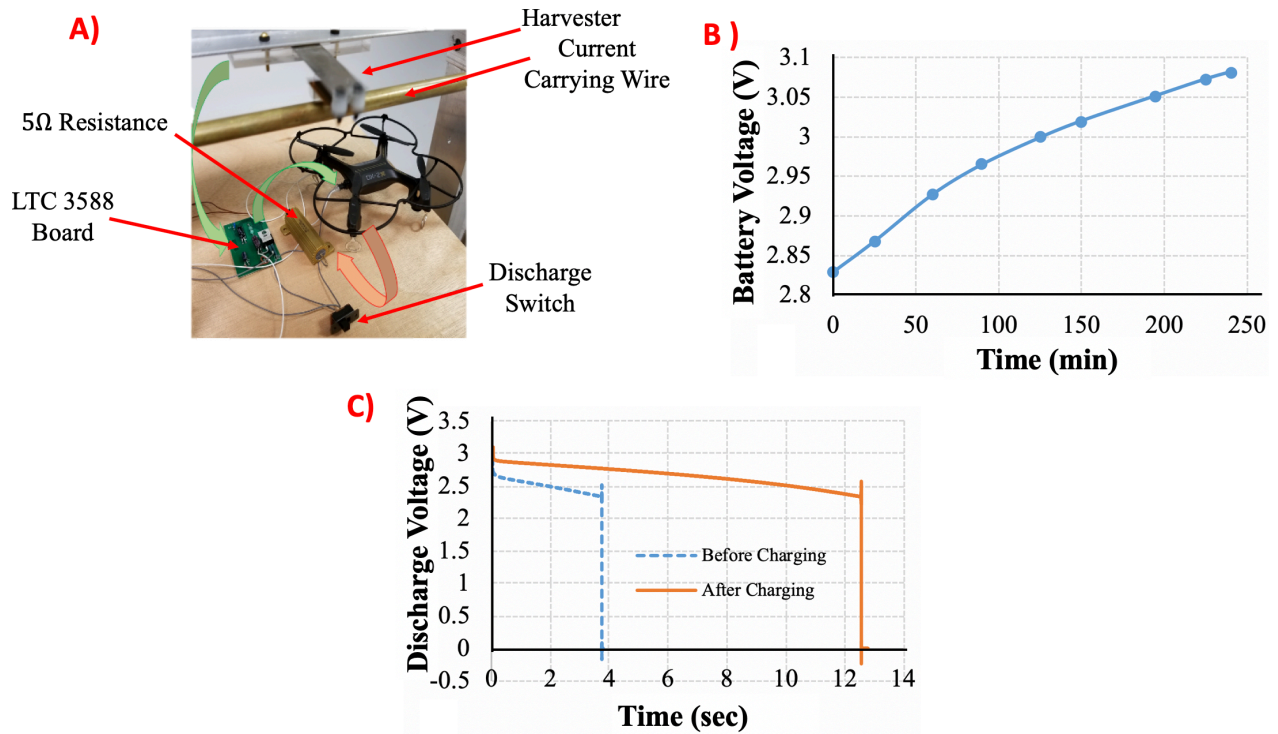 A)
Harvester
Current
Carrying Wire
5Ω Resistance
LTC 3588
Board
Discharge
Switch
B )
Battery Voltage (V)
3.1
3.05
3
2.95
2.9
2.85
2.8
0 50 100 150 200 250
Time (min)
C)
Discharge Voltage (V)
3.5
3
2.5
2
1.5
1
0.5
0
-0.5
Before Charging
After Charging
0 2 4 6 8 10 12 14
Time (sec)